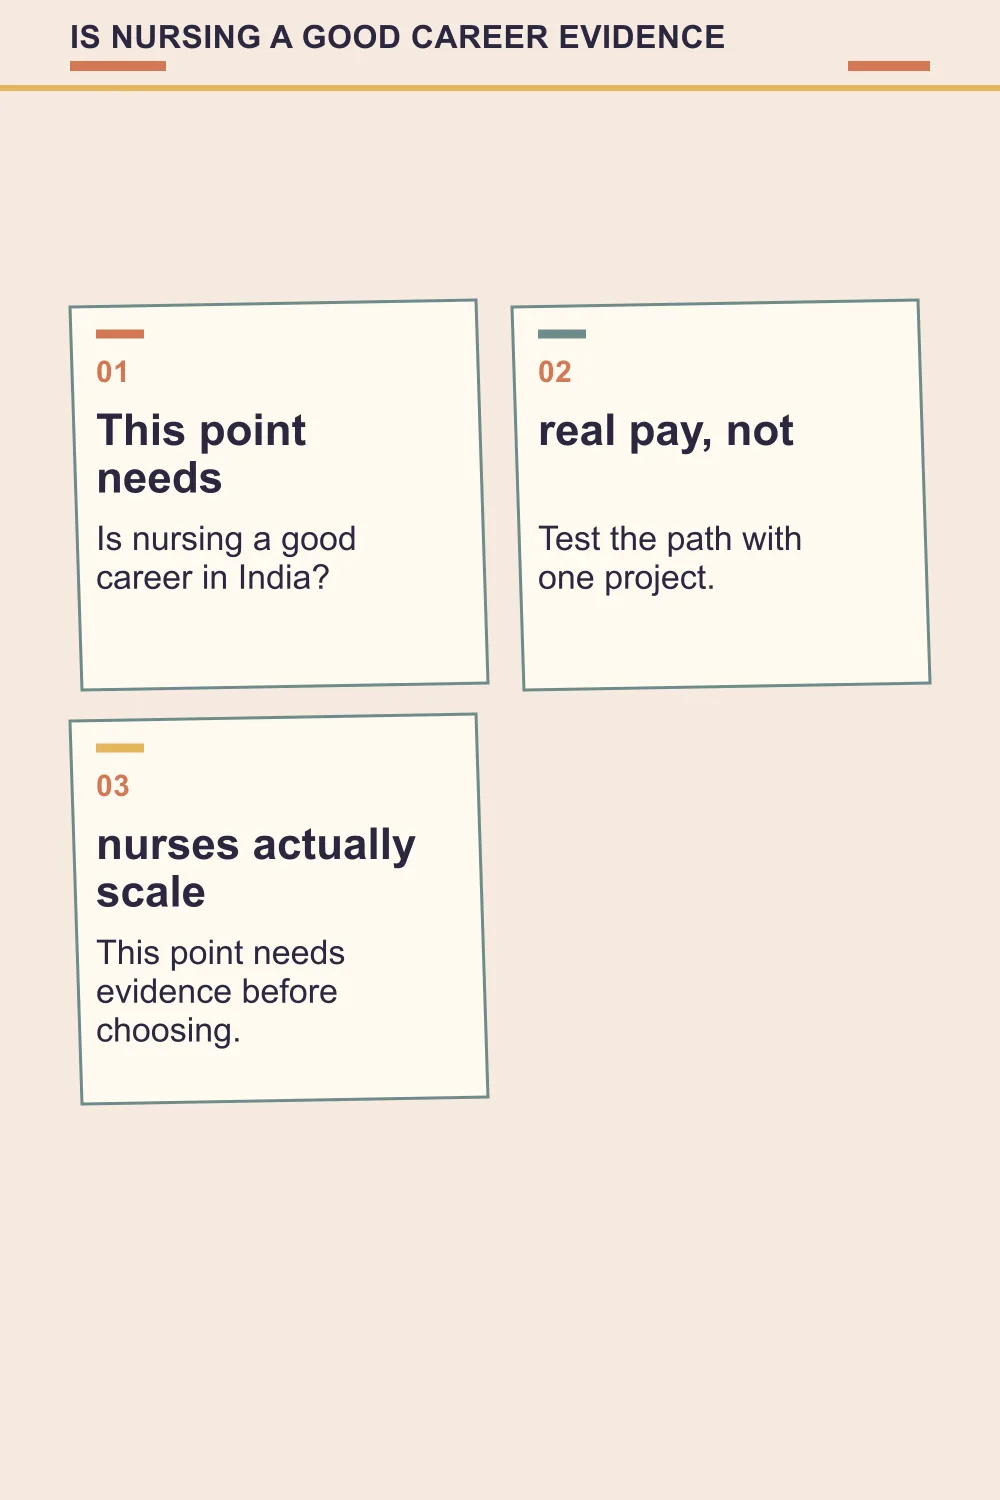 IS NURSING A GOOD CAREER EVIDENCE
01
This point
needs
Is nursing a good
career in India?
02
real pay, not
Test the path with
one project.
03
nurses actually
scale
This point needs
evidence before
choosing.